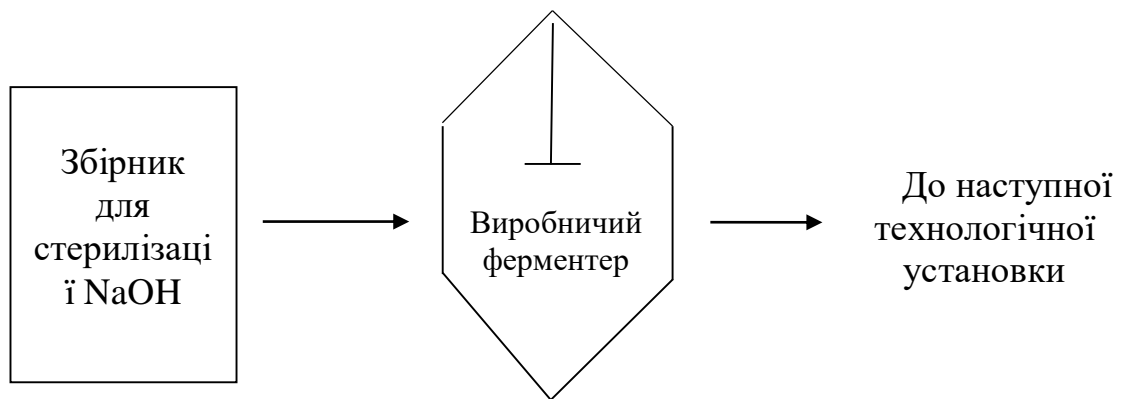 Збірник
для
стерилізаці
ї NaOH
Виробничий
ферментер
До наступної
технологічної
установки